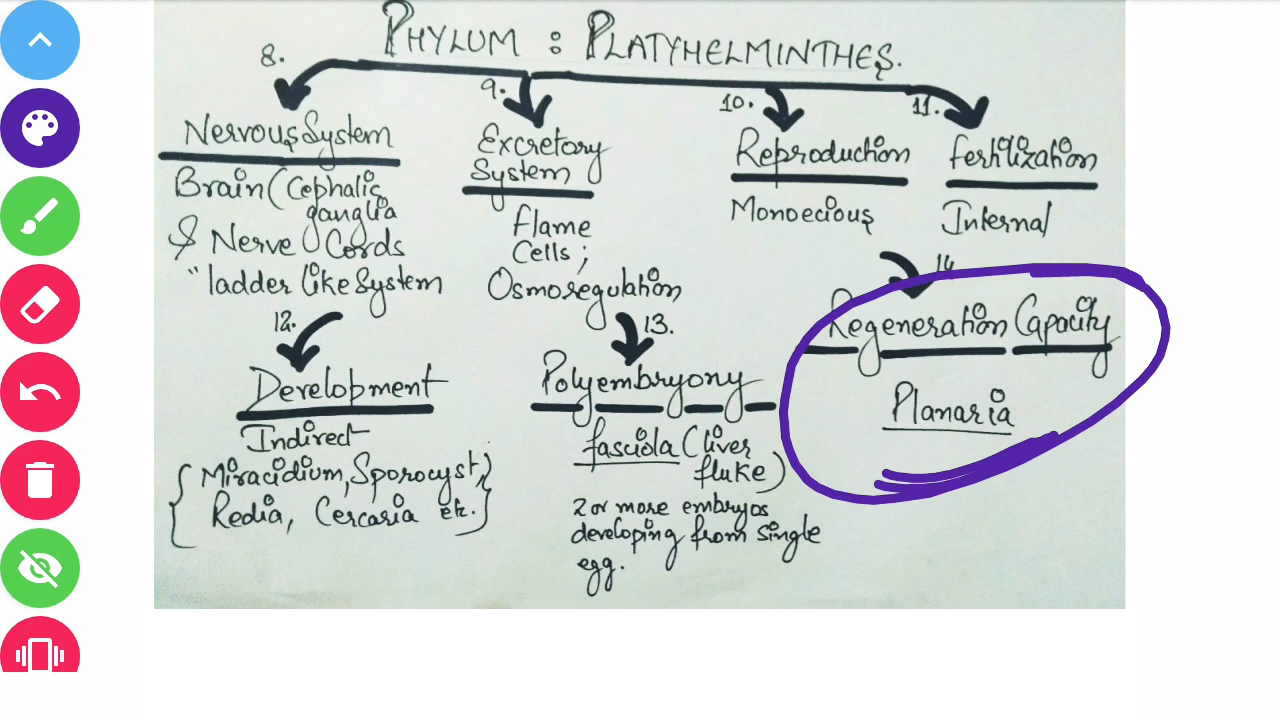 PHYLUM : PLATYHELMINTHES.
8.
Nervous System
Brain (Cephalic
ganglia
& Nerve Cords
"ladder like System
9.
Excretory
System
Flame
Cells ;
Osmoregulation
10.
Reproduction
Monoecious
11.
Fertilization
Internal
12.
Development
Indirect
{ Miracidium, Sporocyst,
Redia, Cercaria etc. }
13.
Polyembryony
fasciola (liver
fluke)
2 or more embryos
developing from single
egg.
14
Regeneration Capacity
Planaria